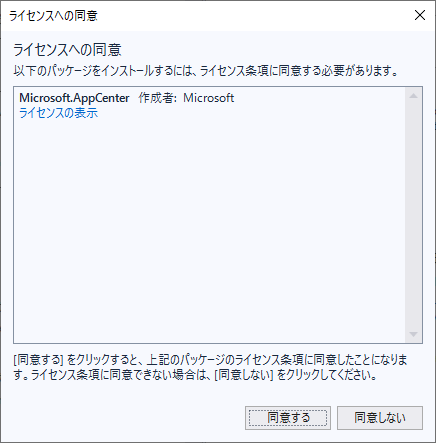 ライセンスへの同意
ライセンスへの同意
以下のパッケージをインストールするには、ライセンス条項に同意する必要があります。
Microsoft.AppCenter 作成者: Microsoft
ライセンスの表示
[同意する] をクリックすると、上記のパッケージのライセンス条項に同意したことになりま
す。ライセンス条項に同意できない場合は、[同意しない] をクリックしてください。
同意する 同意しない